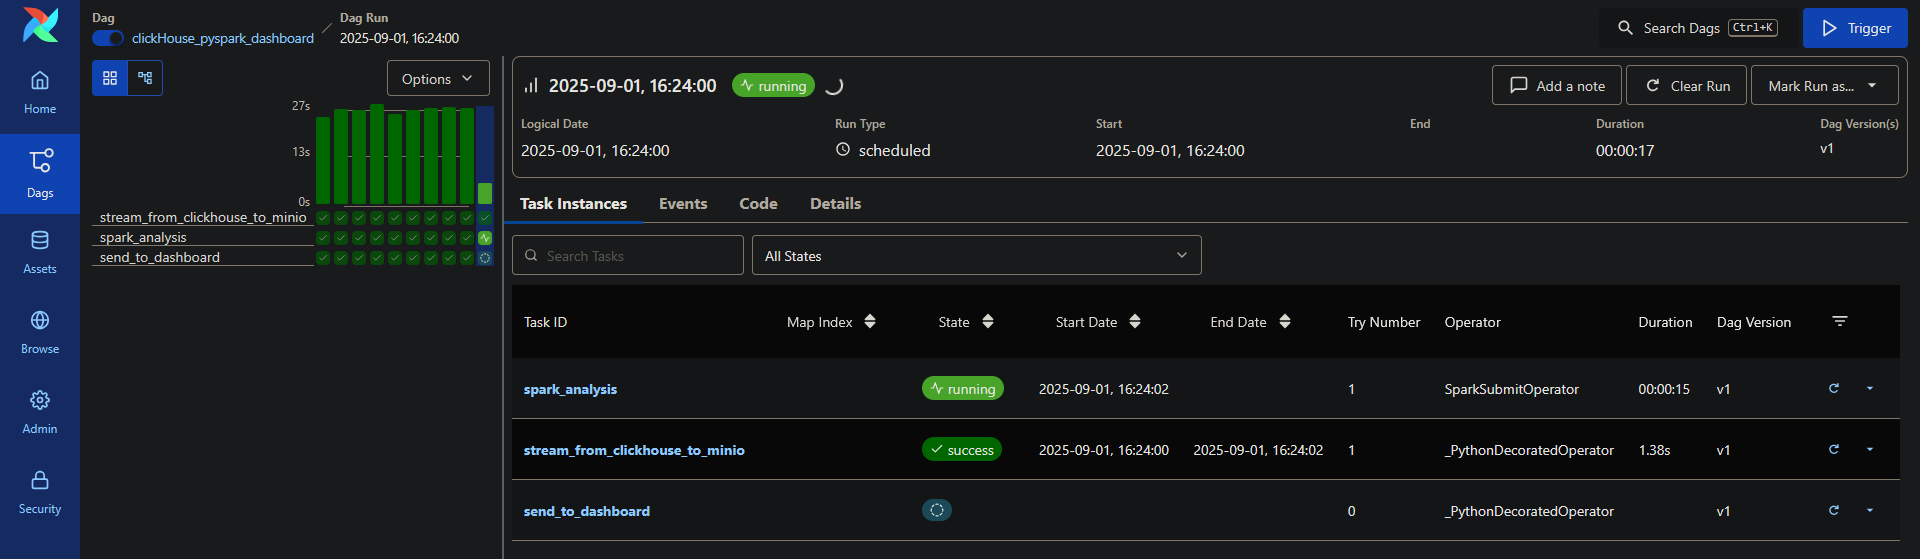 Dag
clickHouse_pyspark_dashboard
Dag Run
2025-09-01, 16:24:00
Search Dags Ctrl+K
Trigger
Home
Dags
Assets
Browse
Admin
Security
Options
27s
13s
0s
stream_from_clickhouse_to_minio
spark_analysis
send_to_dashboard
2025-09-01, 16:24:00 running
Add a note
Clear Run
Mark Run as...
Logical Date Run Type Start End Duration Dag Version(s)
2025-09-01, 16:24:00 scheduled 2025-09-01, 16:24:00 00:00:17 v1
Task Instances Events Code Details
Search Tasks
All States
Task ID Map Index State Start Date End Date Try Number Operator Duration Dag Version
spark_analysis running 2025-09-01, 16:24:02 1 SparkSubmitOperator 00:00:15 v1
stream_from_clickhouse_to_minio success 2025-09-01, 16:24:00 2025-09-01, 16:24:02 1 _PythonDecoratedOperator 1.38s v1
send_to_dashboard 0 _PythonDecoratedOperator v1